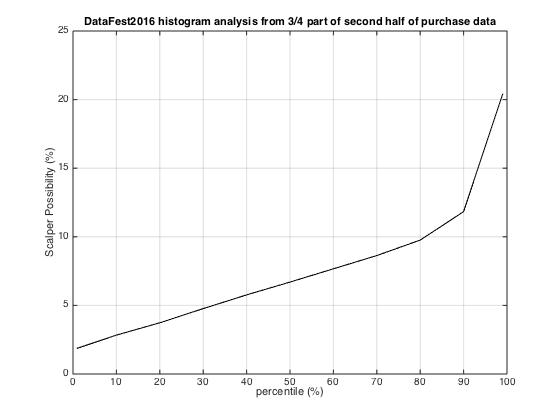 DataFest2016 histogram analysis from 3/4 part of second half of purchase data
25
20
15
10
5
0
Scalper Possibility (%)
0 10 20 30 40 50 60 70 80 90 100
percentile (%)